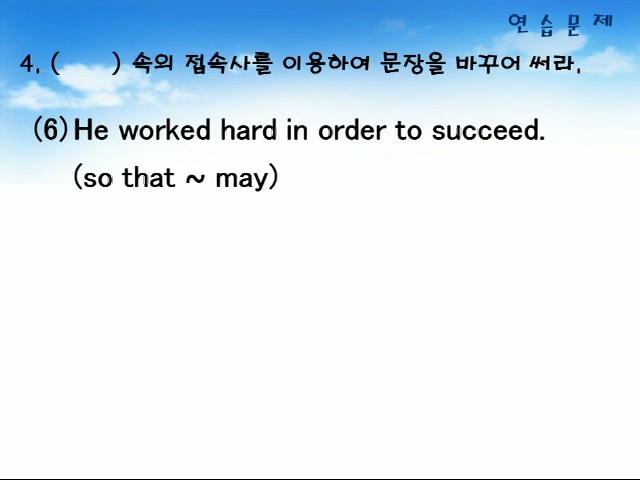 연 습 문 제
4. (      ) 속의 접속사를 이용하여 문장을 바꾸어 써라.
(6) He worked hard in order to succeed.
(so that ~ may)